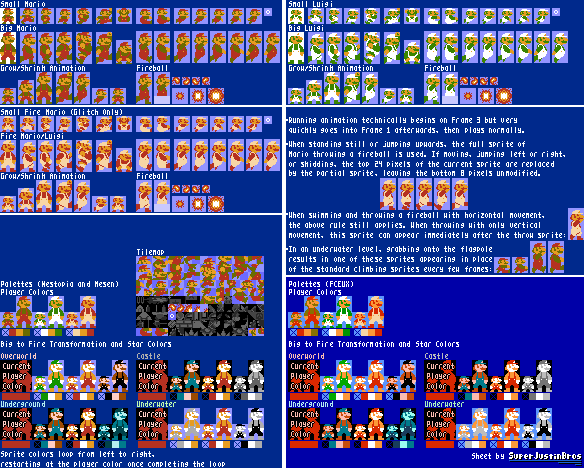 Small Mario
Big Mario
Grow/Shrink Animation
Fireball
Small Luigi
Big Luigi
Grow/Shrink Animation
Fireball
Small Fire Mario (Glitch Only)
Fire Mario/Luigi
Grow/Shrink Animation
Fireball
Running animation technically begins on Frame 3 but very
quickly goes into Frame 1 afterwards, then plays normally.
When standing still or jumping upwards, the full sprite of
Mario throwing a fireball is used. If moving, jumping left or right,
or Skidding, the top 24 pixels of the current sprite are replaced
by the partial sprite, leaving the bottom 8 pixels unmodified.
When swimming and throwing a fireball with horizontal movement,
the above rule still applies. When throwing with only vertical
movement, this sprite can appear immediately after the throw sprite:
In an underwater level, grabbing onto the flagpole
results in one of these sprites appearing in place
of the standard climbing sprites every few frames:
Tilemap
Palettes (Nestopia and Mesen)
Player Colors
Big to Fire Transformation and Star Colors
Overworld
Current
Player
Color
Castle
Current
Player
Color
Underground
Current
Player
Color
Underwater
Current
Player
Color
Sprite colors loop from left to right,
restarting at the player color once completing the loop
Palettes (FCEUX)
Player Colors
Big to Fire Transformation and Star Colors
Overworld
Current
Player
Color
Castle
Current
Player
Color
Underground
Current
Player
Color
Underwater
Current
Player
Color
Sheet by SuperJustinBros